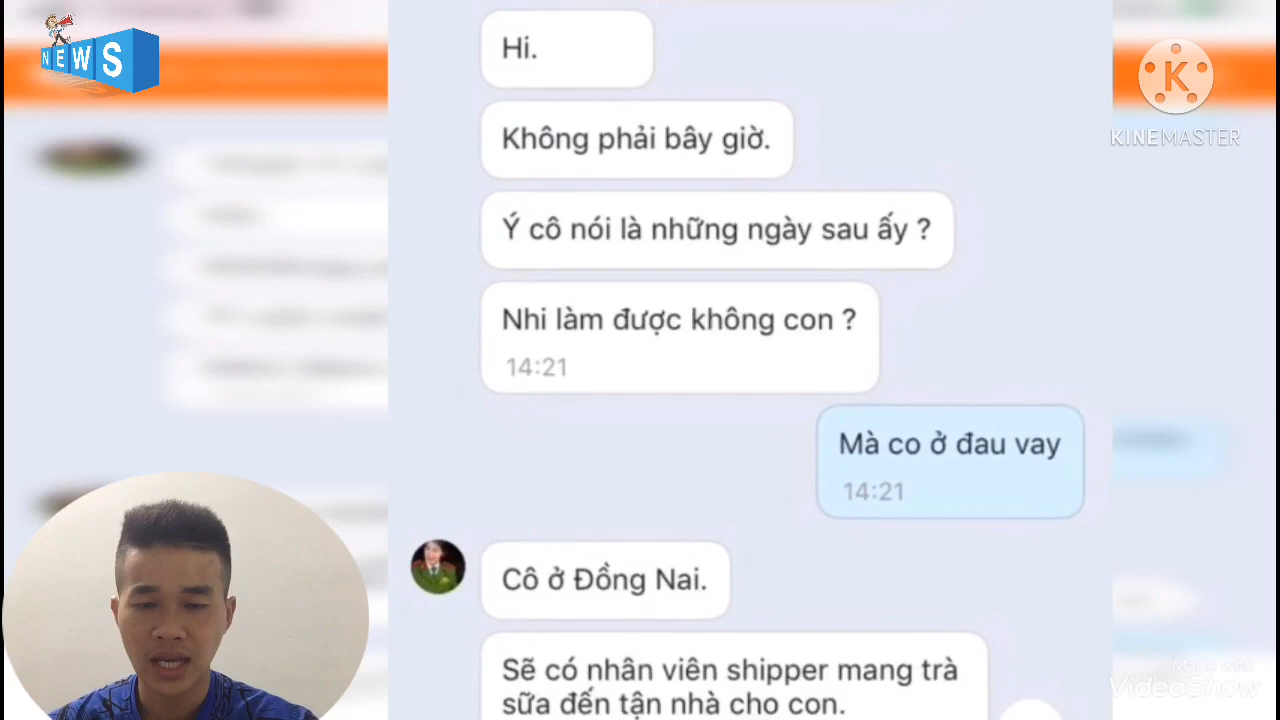 NEWS
K
KINEMASTER
Hi.
Không phải bây giờ.
Ý cô nói là những ngày sau ấy ?
Nhi làm được không con ?
14:21
Mà co ở đau vay
14:21
Cô ở Đồng Nai.
Sẽ có nhân viên shipper mang trà
sữa đến tận nhà cho con.
Made with
VideoShow